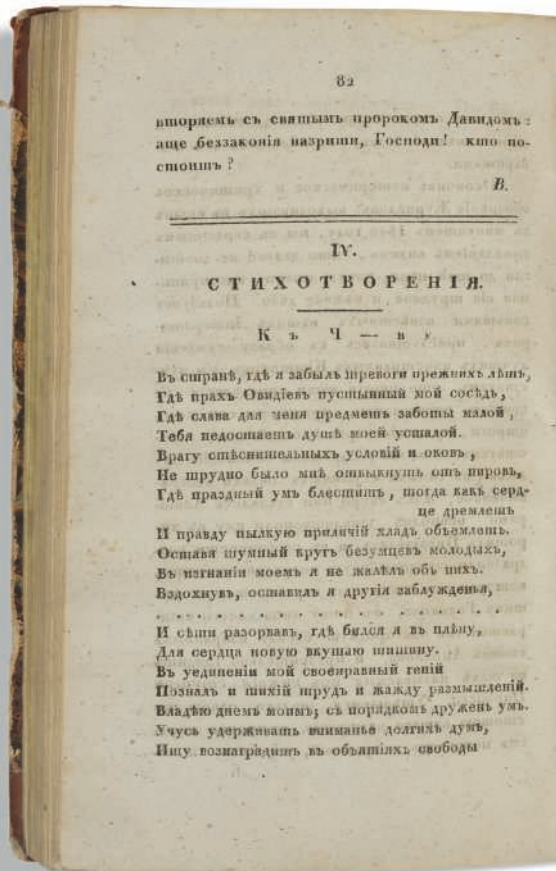 82
вторяемъ съ святымъ пророкомъ Давидомъ:
аще беззаконія назриши, Господи! кто по-
стоитъ?
В.
IV.
СТИХОТВОРЕНІЯ.
Къ Ч — в у
Въ странѣ, гдѣ я забылъ тревоги прежнихъ лѣтъ,
Гдѣ прахъ Овидіевъ пустынный мой сосѣдъ,
Гдѣ слава для меня предметъ заботы малой,
Тебя недостаетъ душѣ моей усталой.
Врагу стѣснительныхъ условій и оковъ,
Не трудно было мнѣ отвыкнуть отъ пировъ,
Гдѣ праздный умъ блеститъ, тогда какъ серд-
це дремлетъ
И правду пылкую приличій хладъ объемлетъ.
Оставя шумный кругъ безумцевъ молодыхъ,
Въ изгнаніи моемъ я не жалѣлъ объ нихъ.
Вздохнувъ, оставилъ я другія заблужденья,
. . . . . . . . . . . . . . . . . . .
И сѣти разорвавъ, гдѣ бился я въ плѣну,
Для сердца новую вкушаю тишину.
Въ уединеніи мой своенравный геній
Позналъ и тихій трудъ и жажду размышленій.
Владѣю днемъ моимъ; съ порядкомъ друженъ умъ.
Учусь удерживать вниманье долгихъ думъ,
Ищу вознаградить въ объятіяхъ свободы